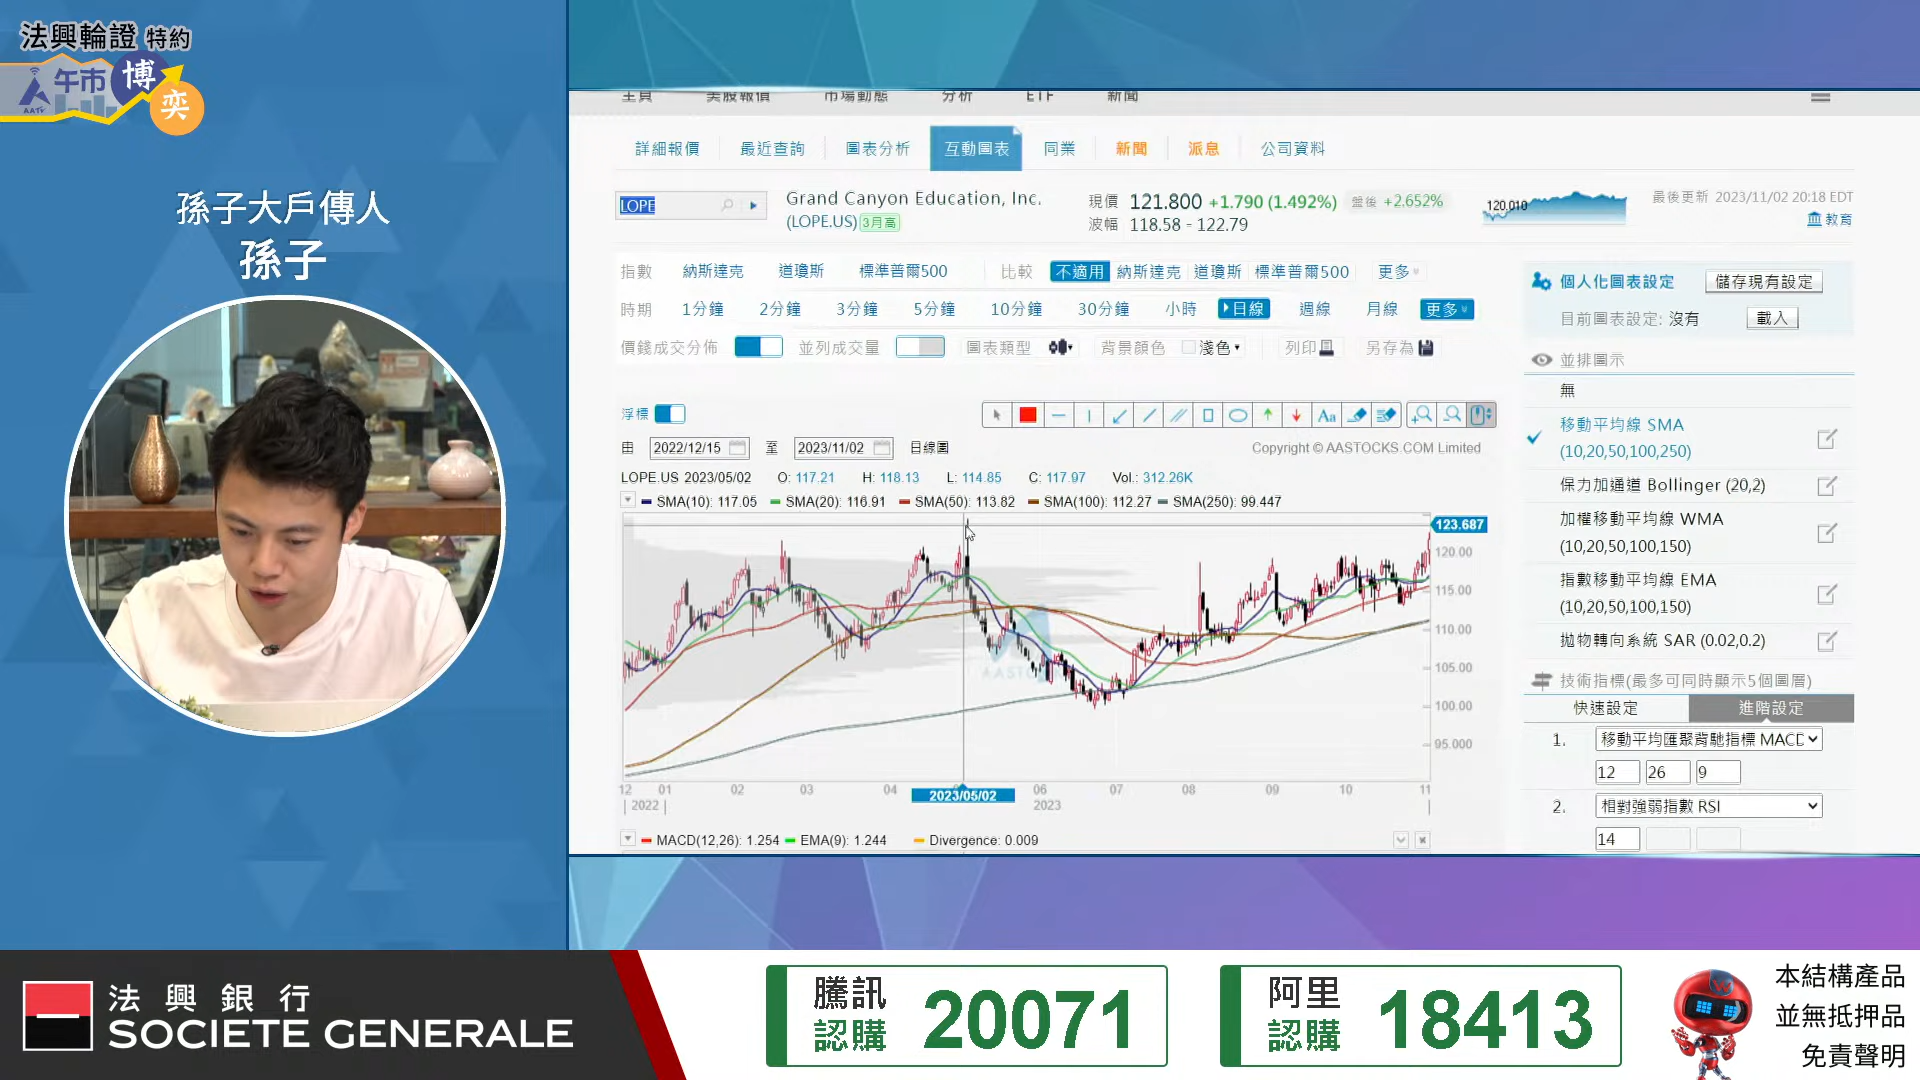 法興輪證 特約
午市 博
奕
AATV
孫子大戶傳人
孫子
主頁 美股報價 市場動態 分析 ETF 新聞
詳細報價 最近查詢 圖表分析 互動圖表 同業 新聞 派息 公司資料
LOPE
Grand Canyon Education, Inc.
(LOPE.US) 3月高
現價 121.800 +1.790 (1.492%) 盤後 +2.652%
波幅 118.58 - 122.79
120.010
最後更新 2023/11/02 20:18 EDT
教育
指數 納斯達克 道瓊斯 標準普爾500 比較 不適用 納斯達克 道瓊斯 標準普爾500 更多
時期 1分鐘 2分鐘 3分鐘 5分鐘 10分鐘 30分鐘 小時 日線 週線 月線 更多
價錢成交分佈 並列成交量 圖表類型 背景顏色 淺色 列印 另存為
個人化圖表設定 儲存現有設定
目前圖表設定: 沒有 載入
並排圖示
無
移動平均線 SMA
(10,20,50,100,250)
保力加通道 Bollinger (20,2)
加權移動平均線 WMA
(10,20,50,100,150)
指數移動平均線 EMA
(10,20,50,100,150)
拋物轉向系統 SAR (0.02,0.2)
技術指標(最多可同時顯示5個圖層)
快速設定 進階設定
1. 移動平均匯聚背馳指標 MACD
12 26 9
2. 相對強弱指數 RSI
14
浮標
Aa
由 2022/12/15 至 2023/11/02 日線圖
Copyright © AASTOCKS.COM Limited
LOPE.US 2023/05/02 O: 117.21 H: 118.13 L: 114.85 C: 117.97 Vol.: 312.26K
SMA(10): 117.05 SMA(20): 116.91 SMA(50): 113.82 SMA(100): 112.27 SMA(250): 99.447
123.687
120.00
115.00
110.00
105.00
100.00
95.000
12 01 02 03 04 2023/05/02 06 07 08 09 10 11
2022 2023
MACD(12,26): 1.254 EMA(9): 1.244 Divergence: 0.009
法興銀行
SOCIETE GENERALE
騰訊
認購
20071
阿里
認購
18413
本結構產品
並無抵押品
免責聲明